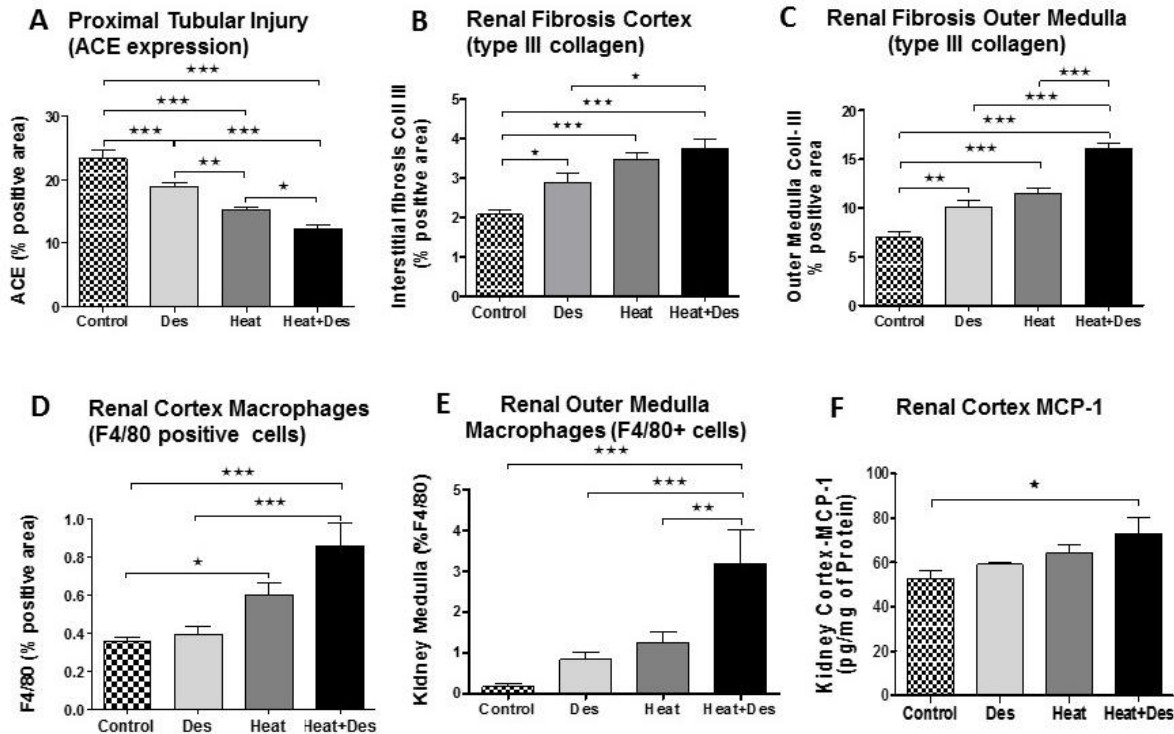 A Proximal Tubular Injury
(ACE expression)
★★★
★★★
★★★ ★★★
★★
★
ACE (% positive area)
30
20
10
0
Control Des Heat Heat+Des
B Renal Fibrosis Cortex
(type III collagen)
★
★★★
★★★
★
Interstitial fibrosis Coll III
(% positive area)
5
4
3
2
1
0
Control Des Heat Heat+Des
C Renal Fibrosis Outer Medulla
(type III collagen)
★★★
★★★
★★★
★★★
★★
Outer Medulla Coll-III
% positive area
20
15
10
5
0
Control Des Heat Heat+Des
D Renal Cortex Macrophages
(F4/80 positive cells)
★★★
★★★
★
F4/80 (% positive area)
1.0
0.8
0.6
0.4
0.2
0.0
Control Des Heat Heat+Des
E Renal Outer Medulla
Macrophages (F4/80+ cells)
★★★
★★★
★★
Kidney Medulla (%F4/80)
5
4
3
2
1
0
Control Des Heat Heat+Des
F Renal Cortex MCP-1
★
Kidney Cortex-MCP-1
(pg/mg of Protein)
100
80
60
40
20
0
Control Des Heat Heat+Des